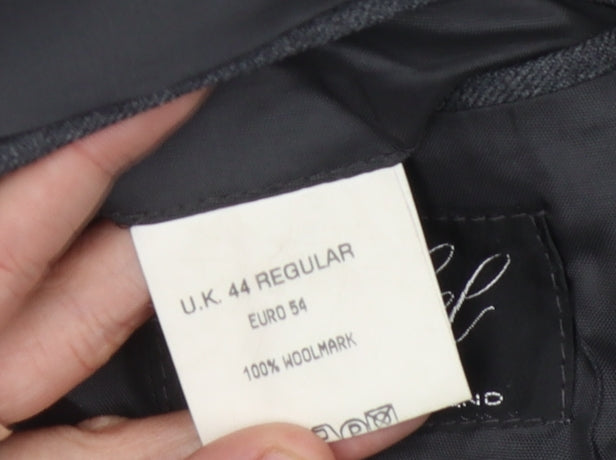 U.K. 44 REGULAR
EURO 54
100% WOOLMARK